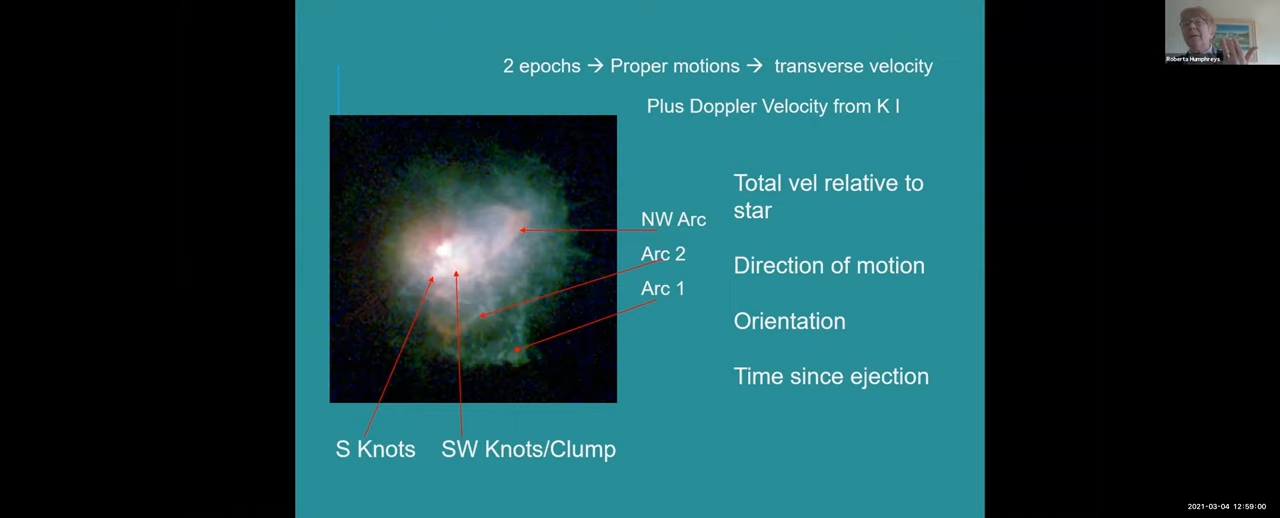 2 epochs → Proper motions → transverse velocity
Plus Doppler Velocity from K I
Total vel relative to
star
NW Arc
Arc 2
Direction of motion
Arc 1
Orientation
Time since ejection
S Knots
SW Knots/Clump
Roberta Humphreys
2021-03-04 12:59:00